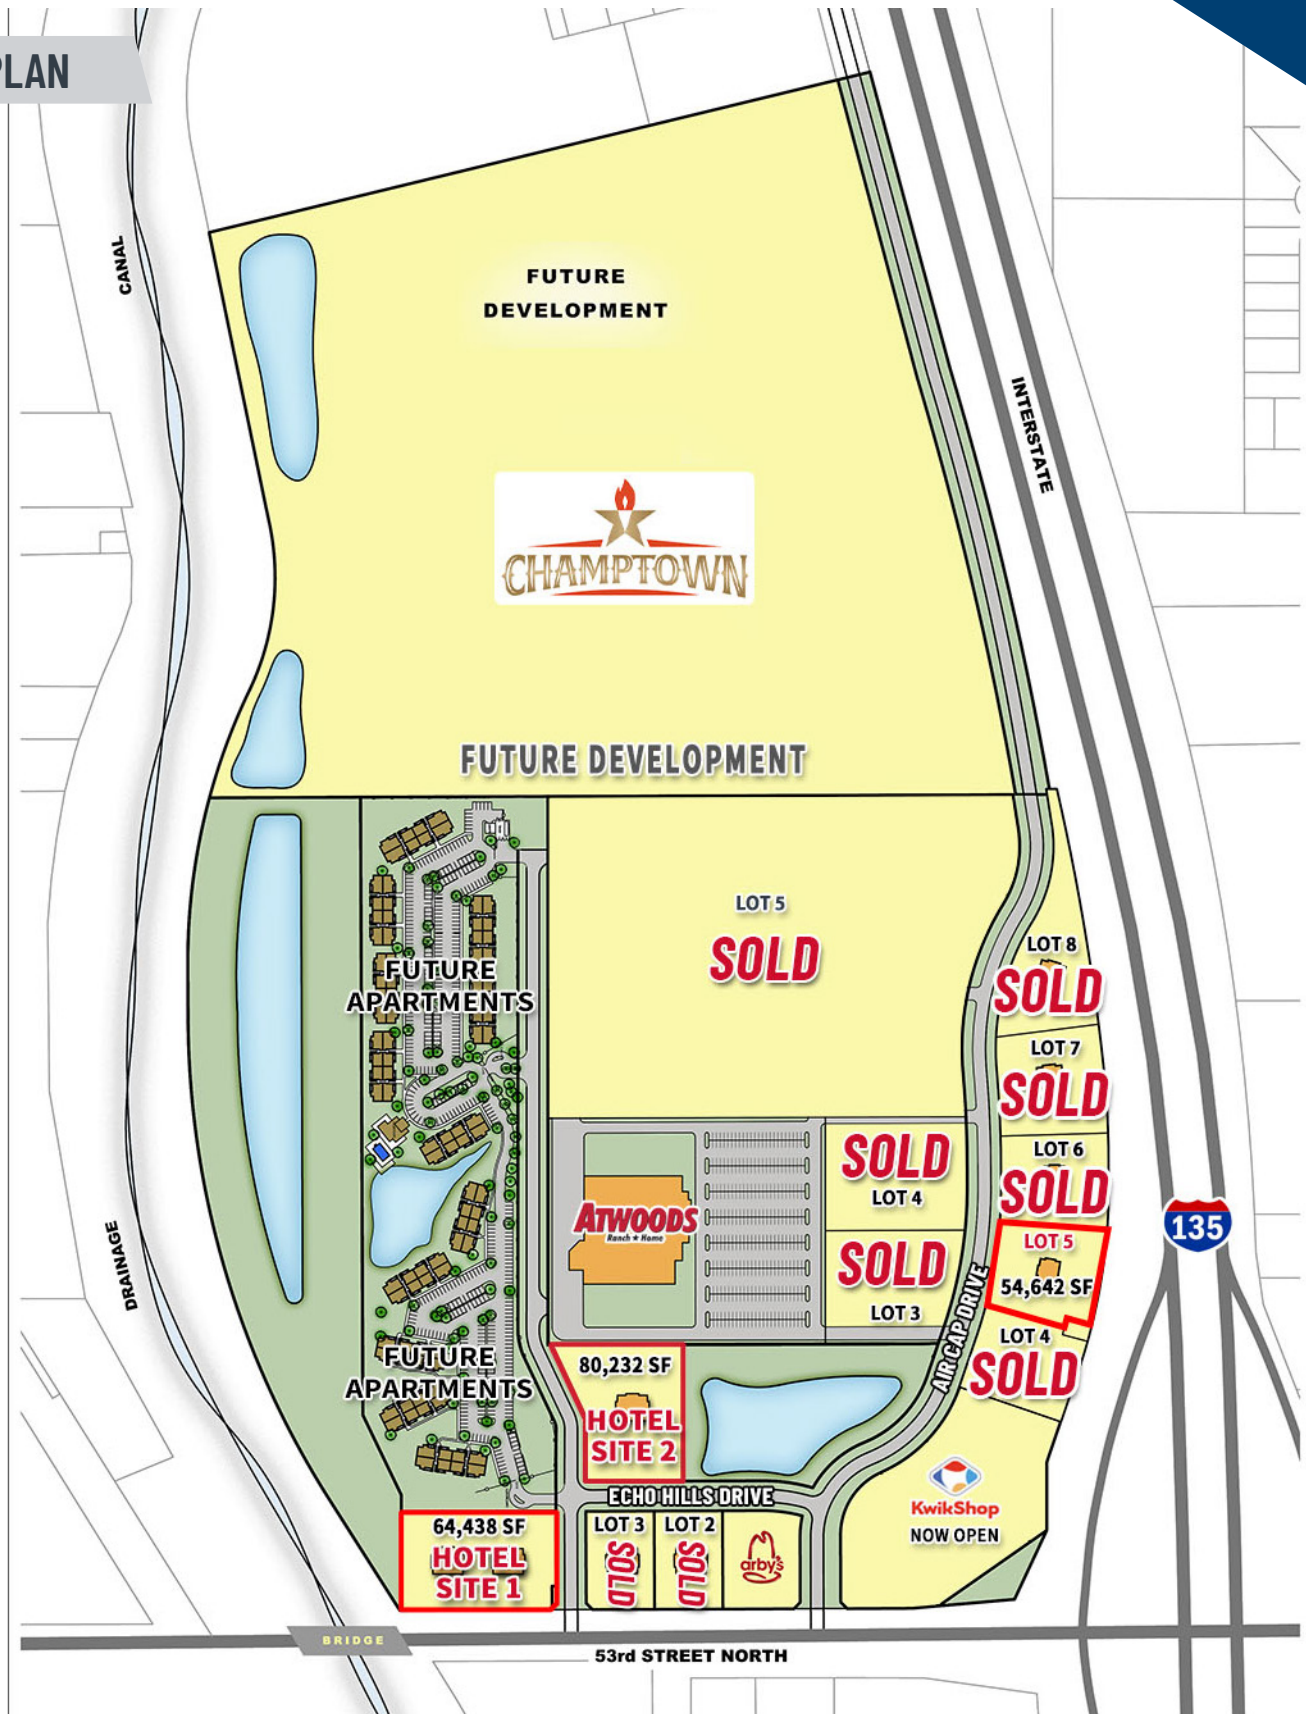 PLAN
CANAL
FUTURE
DEVELOPMENT
INTERSTATE
CHAMPTOWN
FUTURE DEVELOPMENT
LOT 5
SOLD
LOT 8
SOLD
FUTURE
APARTMENTS
LOT 7
SOLD
SOLD
LOT 4
LOT 6
SOLD
ATWOODS
Ranch ★ Home
135
DRAINAGE
LOT 5
54,642 SF
SOLD
LOT 3
AIR CAP DRIVE
LOT 4
SOLD
FUTURE
APARTMENTS
80,232 SF
HOTEL
SITE 2
ECHO HILLS DRIVE
KwikShop
NOW OPEN
64,438 SF
HOTEL
SITE 1
LOT 3
SOLD
LOT 2
SOLD
arby's
BRIDGE
53rd STREET NORTH